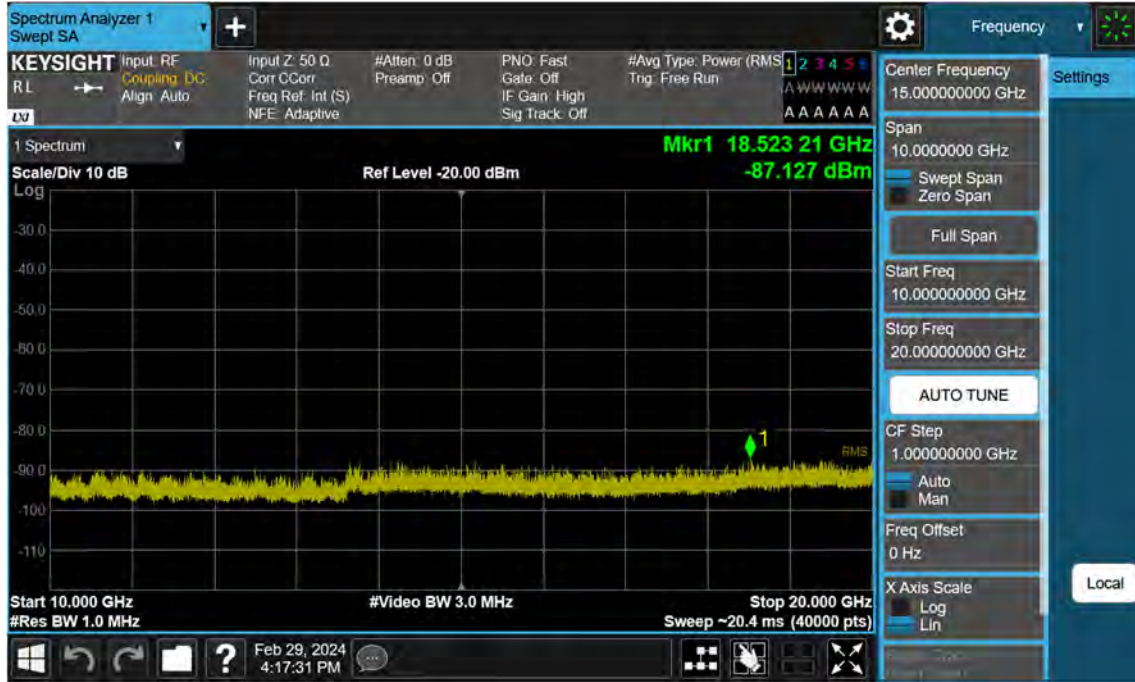 Spectrum Analyzer 1
Swept SA
Frequency
KEYSIGHT
RL
LXI
Input: RF
Coupling: DC
Align: Auto
Input Z: 50 Ω
Corr CCorr
Freq Ref: Int (S)
NFE: Adaptive
#Atten: 0 dB
Preamp: Off
PNO: Fast
Gate: Off
IF Gain: High
Sig Track: Off
#Avg Type: Power (RMS
Trig: Free Run
1 2 3 4 5 6
A W W W W W
A A A A A A
1 Spectrum
Scale/Div 10 dB
Ref Level -20.00 dBm
Mkr1 18.523 21 GHz
-87.127 dBm
Log
-30.0
-40.0
-50.0
-60.0
-70.0
-80.0
-90.0
-100
-110
1
RMS
Start 10.000 GHz
#Res BW 1.0 MHz
#Video BW 3.0 MHz
Stop 20.000 GHz
Sweep ~20.4 ms (40000 pts)
Center Frequency
15.000000000 GHz
Span
10.0000000 GHz
Swept Span
Zero Span
Full Span
Start Freq
10.000000000 GHz
Stop Freq
20.000000000 GHz
AUTO TUNE
CF Step
1.000000000 GHz
Auto
Man
Freq Offset
0 Hz
X Axis Scale
Log
Lin
Settings
Local
?
Feb 29, 2024
4:17:31 PM